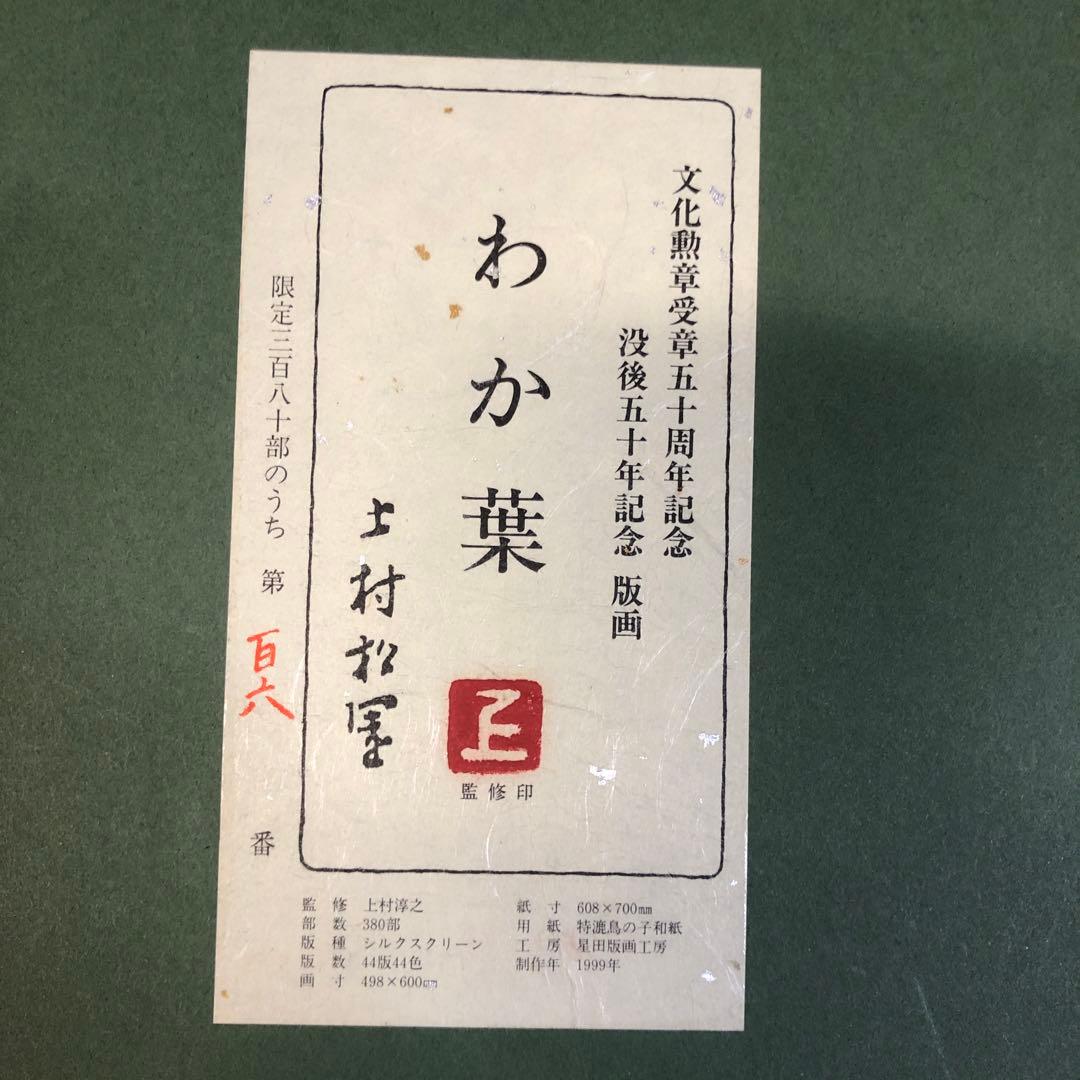 文化勲章受章五十周年記念
没後五十年記念 版画
わか葉
上村松園
監修印
限定三百八十部のうち 第 百六 番
監修 上村淳之
部数 380部
版種 シルクスクリーン
版数 44版44色
画寸 498×600㎜
紙寸 608×700㎜
用紙 特漉鳥の子和紙
工房 星田版画工房
制作年 1999年